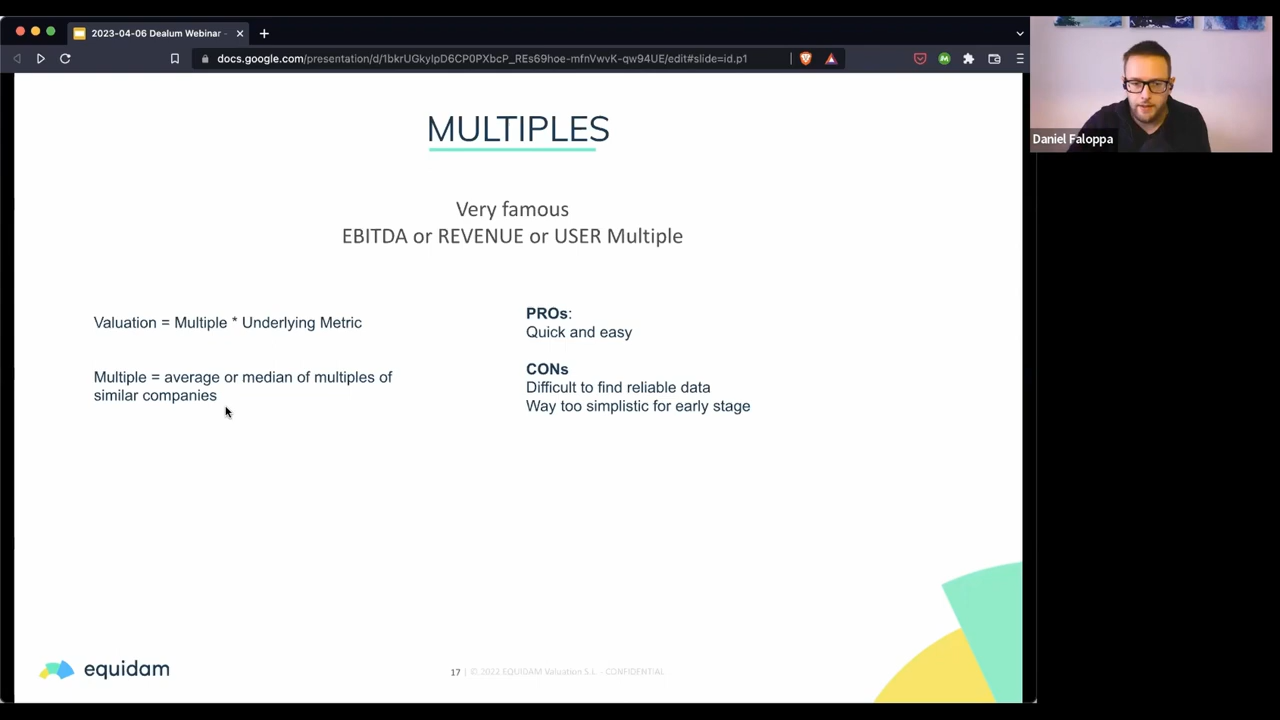 2023-04-06 Dealum Webinar -
docs.google.com/presentation/d/1bkrUGkyIpD6CP0PXbcP_REs69hoe-mfnVwvK-qw94UE/edit#slide=id.p1
Daniel Faloppa
MULTIPLES
Very famous
EBITDA or REVENUE or USER Multiple
Valuation = Multiple * Underlying Metric
Multiple = average or median of multiples of
similar companies
PROs:
Quick and easy
CONs
Difficult to find reliable data
Way too simplistic for early stage
equidam
17 | © 2022 EQUIDAM Valuation S.L. - CONFIDENTIAL